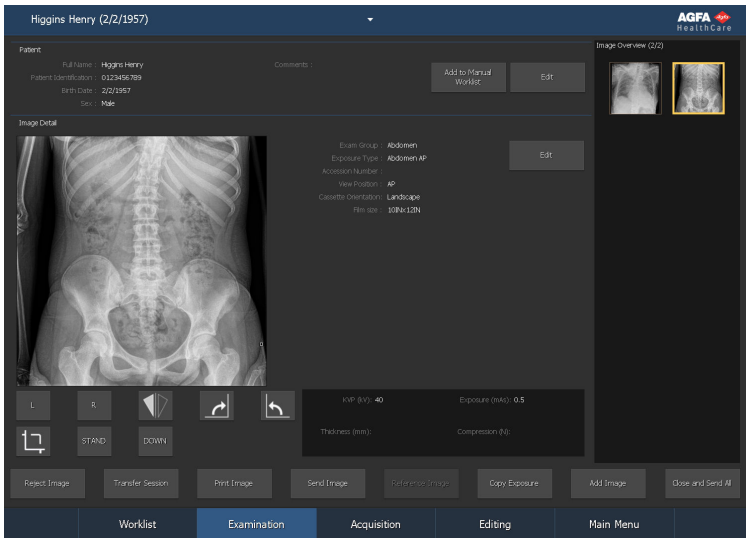 Higgins Henry (2/2/1957)
AGFA Agfa
HealthCare
Patient
Full Name : Higgins Henry
Patient Identification : 0123456789
Birth Date : 2/2/1957
Sex : Male
Comments :
Add to Manual
Worklist
Edit
Image Overview (2/2)
Image Detail
Exam Group : Abdomen
Exposure Type : Abdomen AP
Accession Number :
View Position : AP
Cassette Orientation: Landscape
Film size : 10INx12IN
Edit
L
R
STAND
DOWN
KVP (kV): 40
Exposure (mAs): 0.5
Thickness (mm):
Compression (N):
Reject Image
Transfer Session
Print Image
Send Image
Reference Image
Copy Exposure
Add Image
Close and Send All
Worklist
Examination
Acquisition
Editing
Main Menu